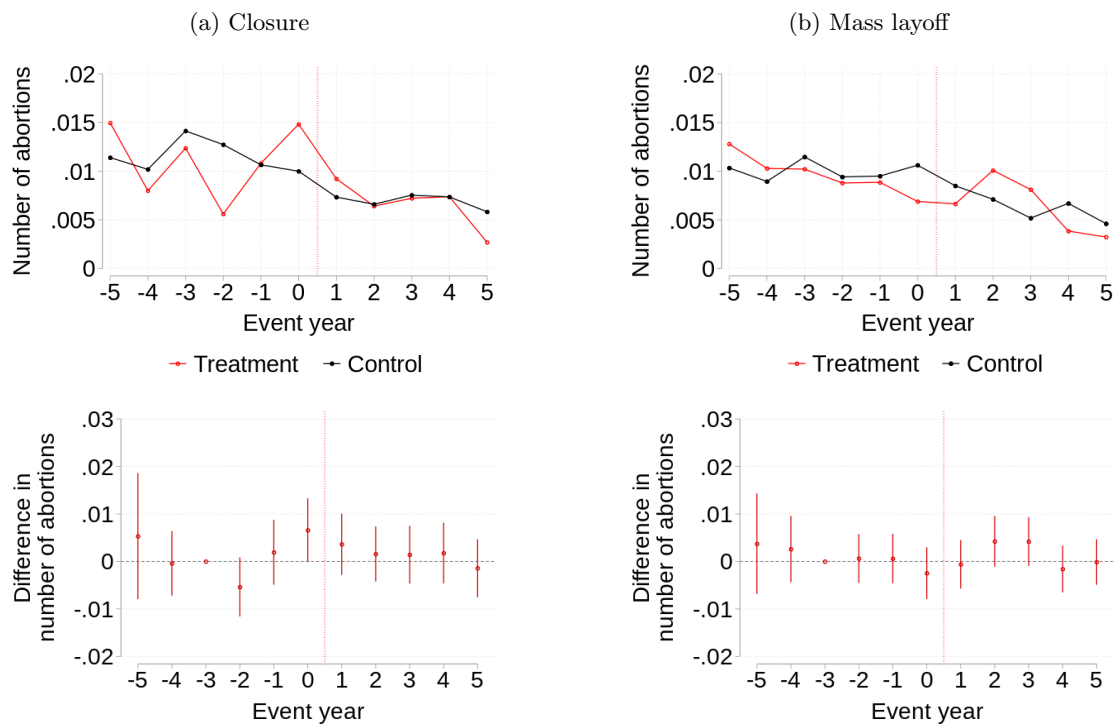 (a) Closure
Number of abortions
.02
.015
.01
.005
0
-5 -4 -3 -2 -1 0 1 2 3 4 5
Event year
Treatment Control
Difference in
number of abortions
.03
.02
.01
0
-.01
-.02
-5 -4 -3 -2 -1 0 1 2 3 4 5
Event year
(b) Mass layoff
Number of abortions
.02
.015
.01
.005
0
-5 -4 -3 -2 -1 0 1 2 3 4 5
Event year
Treatment Control
Difference in
number of abortions
.03
.02
.01
0
-.01
-.02
-5 -4 -3 -2 -1 0 1 2 3 4 5
Event year